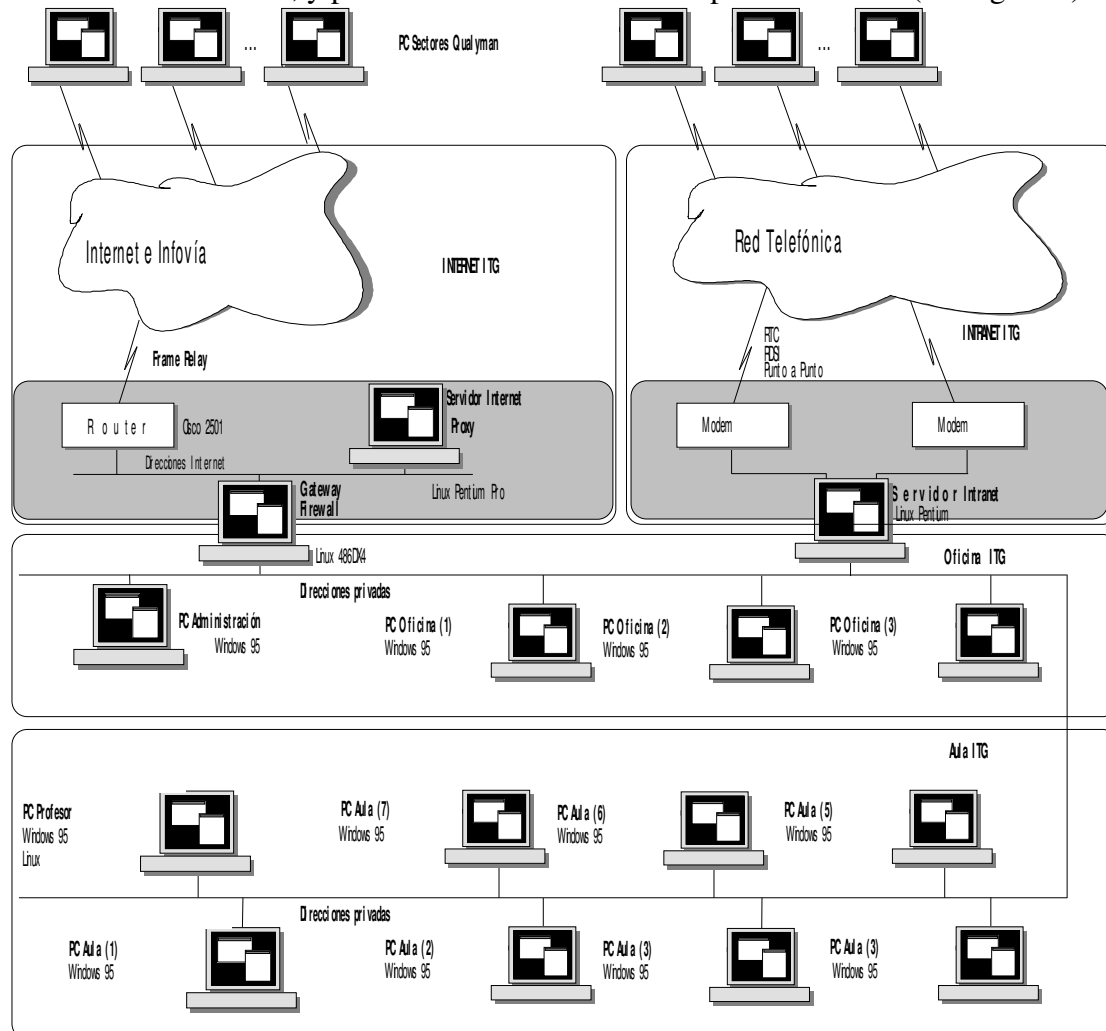 ...
PC Sectores Qualyman
...
Internet e Infovía
INTERNET ITG
Frame Relay
Router
Cisco 2501
Servidor Internet
Proxy
Direcciones Internet
Linux Pentium Pro
Gateway
Firewall
Linux 486DX4
Red Telefónica
INTRANET ITG
RTC
RDSI
Punto a Punto
Modem
Modem
Servidor Intranet
Linux Pentium
Oficina ITG
Direcciones privadas
PC Administración
Windows 95
PC Oficina (1)
Windows 95
PC Oficina (2)
Windows 95
PC Oficina (3)
Windows 95
Aula ITG
PC Profesor
Windows 95
Linux
PC Aula (7)
Windows 95
PC Aula (6)
Windows 95
PC Aula (5)
Windows 95
Direcciones privadas
PC Aula (1)
Windows 95
PC Aula (2)
Windows 95
PC Aula (3)
Windows 95
PC Aula (3)
Windows 95